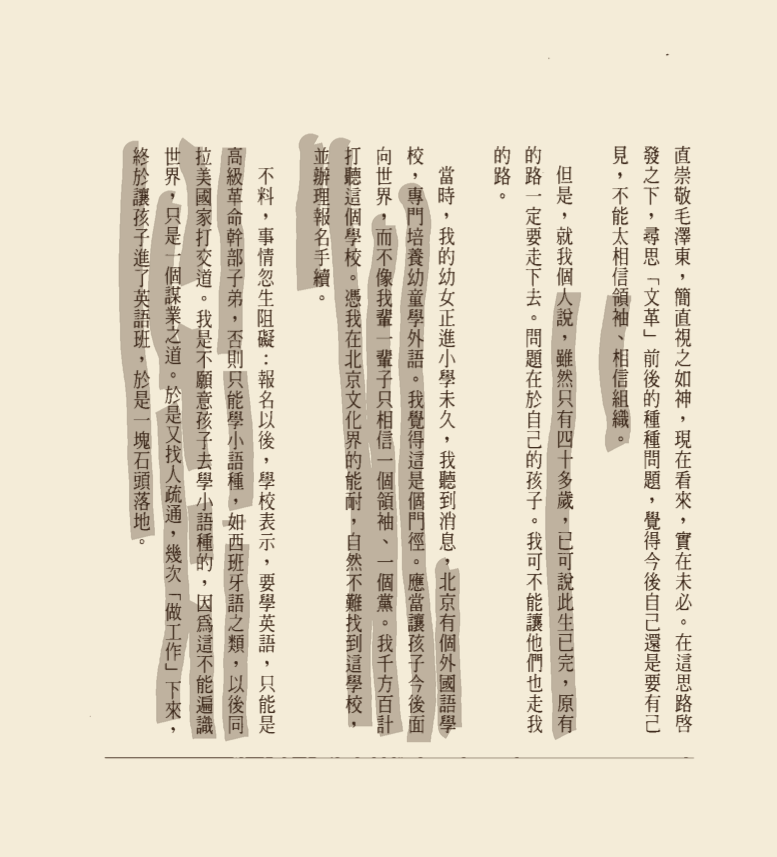 直崇敬毛澤東，簡直視之如神，現在看來，實在未必。在這思路啓
發之下，尋思「文革」前後的種種問題，覺得今後自己還是要有己
見，不能太相信領袖、相信組織。
但是，就我個人說，雖然只有四十多歲，已可說此生已完，原有
的路一定要走下去。問題在於自己的孩子。我可不能讓他們也走我
的路。
當時，我的幼女正進小學未久，我聽到消息，北京有個外國語學
校，專門培養幼童學外語。我覺得這是個門徑。應當讓孩子今後面
向世界，而不像我輩一輩子只相信一個領袖、一個黨。我千方百計
打聽這個學校。憑我在北京文化界的能耐，自然不難找到這學校，
並辦理報名手續。
不料，事情忽生阻礙：報名以後，學校表示，要學英語，只能是
高級革命幹部子弟，否則只能學小語種，如西班牙語之類，以後同
拉美國家打交道。我是不願意孩子去學小語種的，因爲這不能遍識
世界，只是一個謀業之道。於是又找人疏通，幾次「做工作」下來，
終於讓孩子進了英語班，於是一塊石頭落地。